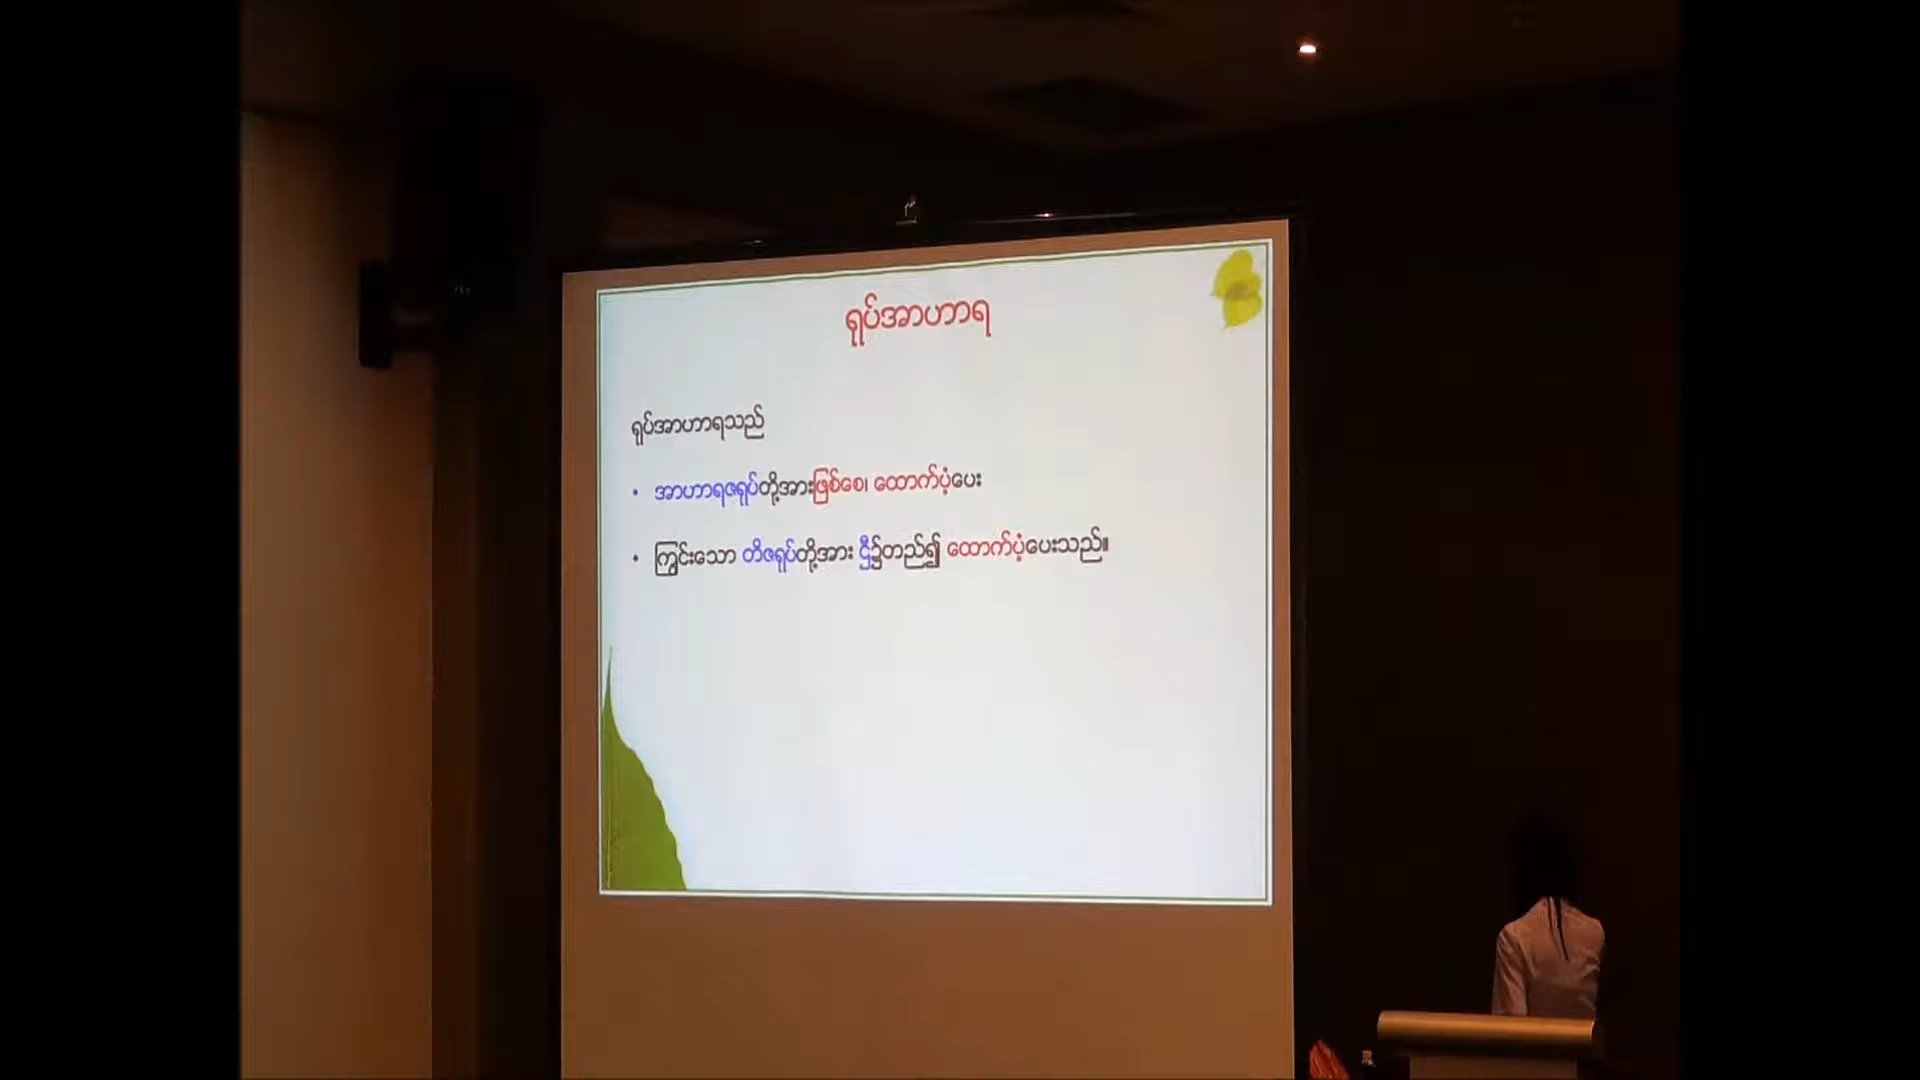 ရုပ်အာဟာရ
ရုပ်အာဟာရသည်
• အာဟာရဇရုပ်တို့အားဖြစ်စေ၊ ထောက်ပံ့ပေး
• ကြွင်းသော တိဇရုပ်တို့အား ဋ္ဌီ၌တည်၍ ထောက်ပံ့ပေးသည်။